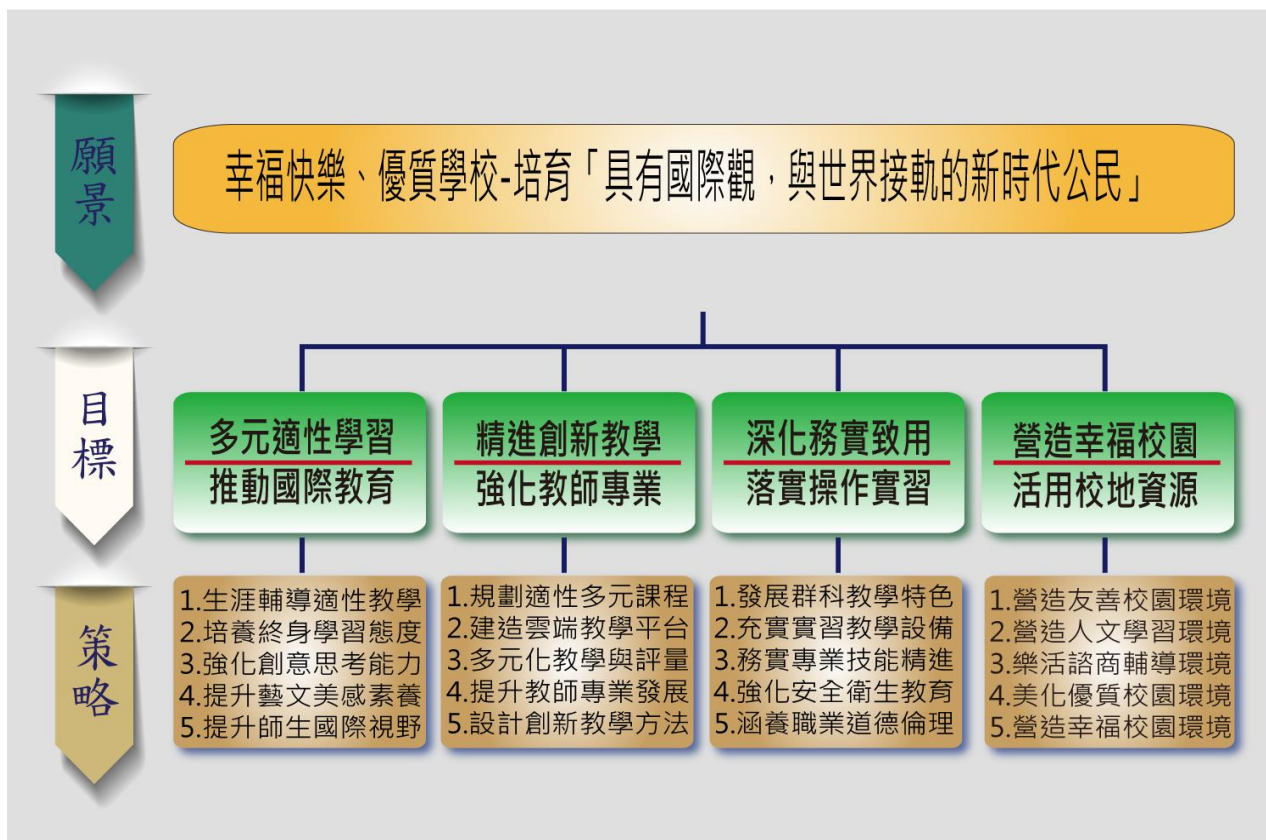 願景
幸福快樂、優質學校-培育「具有國際觀，與世界接軌的新時代公民」
目標
多元適性學習
推動國際教育
精進創新教學
強化教師專業
深化務實致用
落實操作實習
營造幸福校園
活用校地資源
策略
1.生涯輔導適性教學
2.培養終身學習態度
3.強化創意思考能力
4.提升藝文美感素養
5.提升師生國際視野
1.規劃適性多元課程
2.建造雲端教學平台
3.多元化教學與評量
4.提升教師專業發展
5.設計創新教學方法
1.發展群科教學特色
2.充實實習教學設備
3.務實專業技能精進
4.強化安全衛生教育
5.涵養職業道德倫理
1.營造友善校園環境
2.營造人文學習環境
3.樂活諮商輔導環境
4.美化優質校園環境
5.營造幸福校園環境